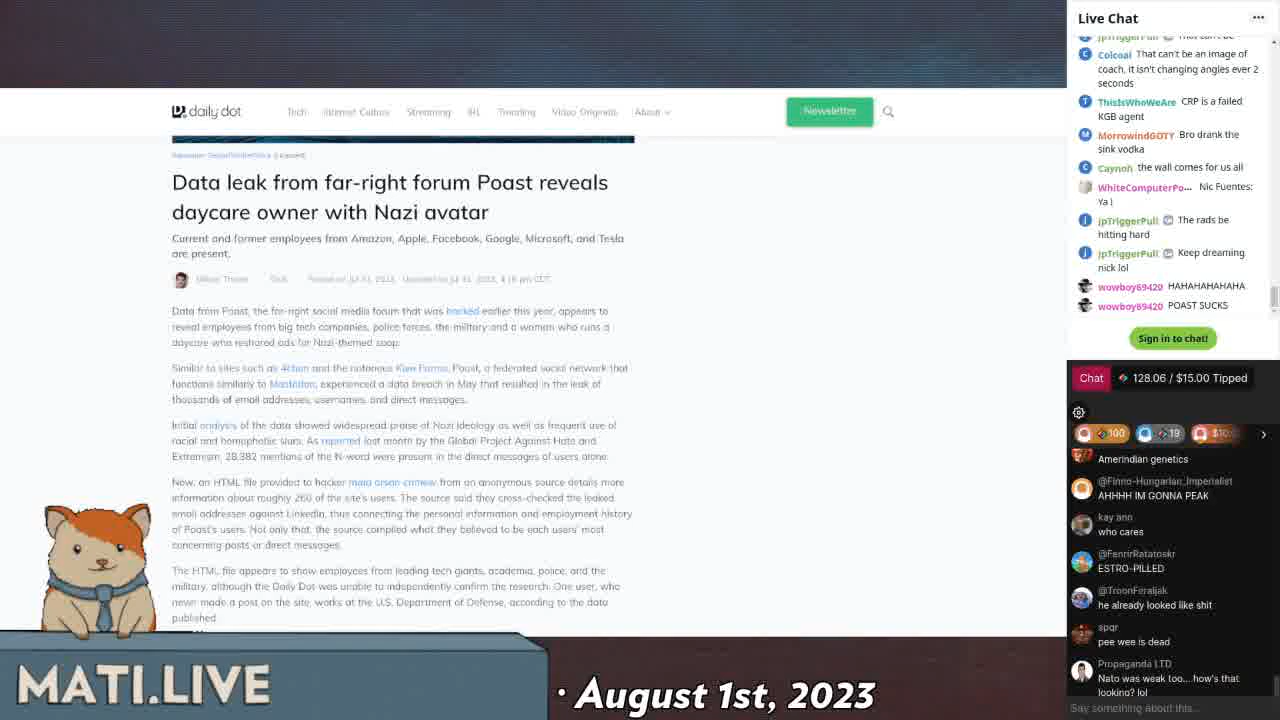 daily dot
Tech Internet Culture Streaming IRL Trending Video Originals About
Newsletter
Data leak from far-right forum Poast reveals
daycare owner with Nazi avatar
Current and former employees from Amazon, Apple, Facebook, Google, Microsoft, and Tesla
are present.
Tech
Data from Poast, the far-right social media forum that was hacked earlier this year, appears to
reveal employees from big tech companies, police forces, the military and a woman who runs a
daycare who reshared ads for Nazi-themed soap.
Similar to sites such as 4chan and the notorious Kiwi Farms, Poast, a federated social network that
functions similarly to Mastodon, experienced a data breach in May that resulted in the leak of
thousands of email addresses, usernames, and direct messages.
Initial analysis of the data showed widespread praise of Nazi ideology as well as frequent use of
racial and homophobic slurs. As reported last month by the Global Project Against Hate and
Extremism, 28,382 mentions of the N-word were present in the direct messages of users alone.
Now, an HTML file provided to hacker maia arson crimew from an anonymous source details more
information about roughly 260 of the site's users. The source said they cross-checked the leaked
email addresses against LinkedIn, thus connecting the personal information and employment history
of Poast's users. Not only that, the source compiled what they believed to be each users' most
concerning posts or direct messages.
The HTML file appears to show employees from leading tech giants, academia, police, and the
military, although the Daily Dot was unable to independently confirm the research. One user, who
never made a post on the site, works at the U.S. Department of Defense, according to the data
published.
MATI.LIVE
· August 1st, 2023
Live Chat
jpTriggerPull That can't be
Colcoai That can't be an image of
coach, it isn't changing angles ever 2
seconds
ThisIsWhoWeAre CRP is a failed
KGB agent
MorrowindGOTY Bro drank the
sink vodka
Caynoh the wall comes for us all
WhiteComputerPo... Nic Fuentes:
Ya I
jpTriggerPull The rads be
hitting hard
jpTriggerPull Keep dreaming
nick lol
wowboy69420 HAHAHAHAHAHA
wowboy69420 POAST SUCKS
Sign in to chat!
Chat 128.06 / $15.00 Tipped
100 19
Amerindian genetics
@Finno-Hungarian_Imperialist
AHHHH IM GONNA PEAK
kay ann
who cares
@FenrirRatatoskr
ESTRO-PILLED
@TroonFeraljak
he already looked like shit
spqr
pee wee is dead
Propaganda LTD
Nato was weak too....how's that
looking? lol
Say something about this...